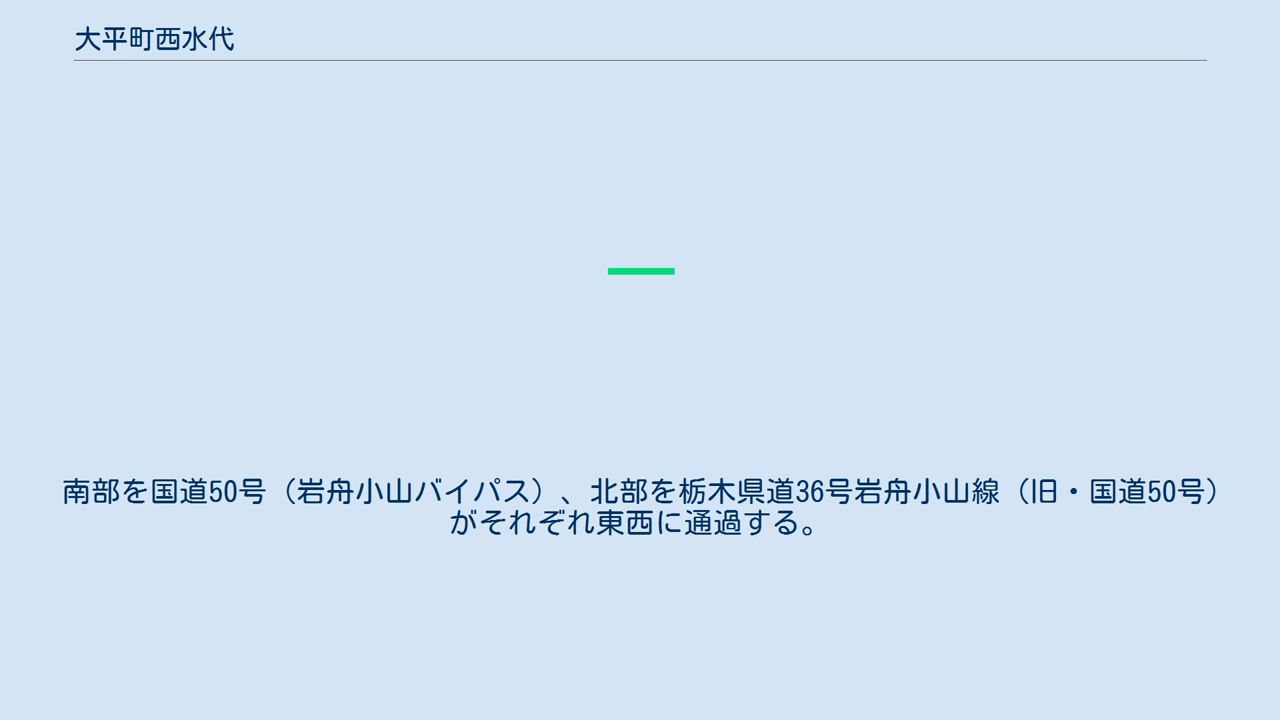 大平町西水代
南部を国道50号（岩舟小山バイパス）、北部を栃木県道36号岩舟小山線（旧・国道50号）
がそれぞれ東西に通過する。